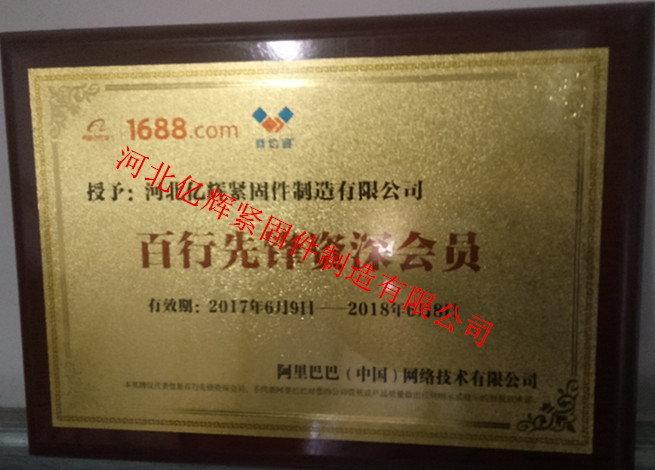 1688.com
诚信通
授予：河北亿辉紧固件制造有限公司
百行先锋资深会员
有效期：2017年6月9日——2018年6月8日
阿里巴巴（中国）网络技术有限公司
河北亿辉紧固件制造有限公司